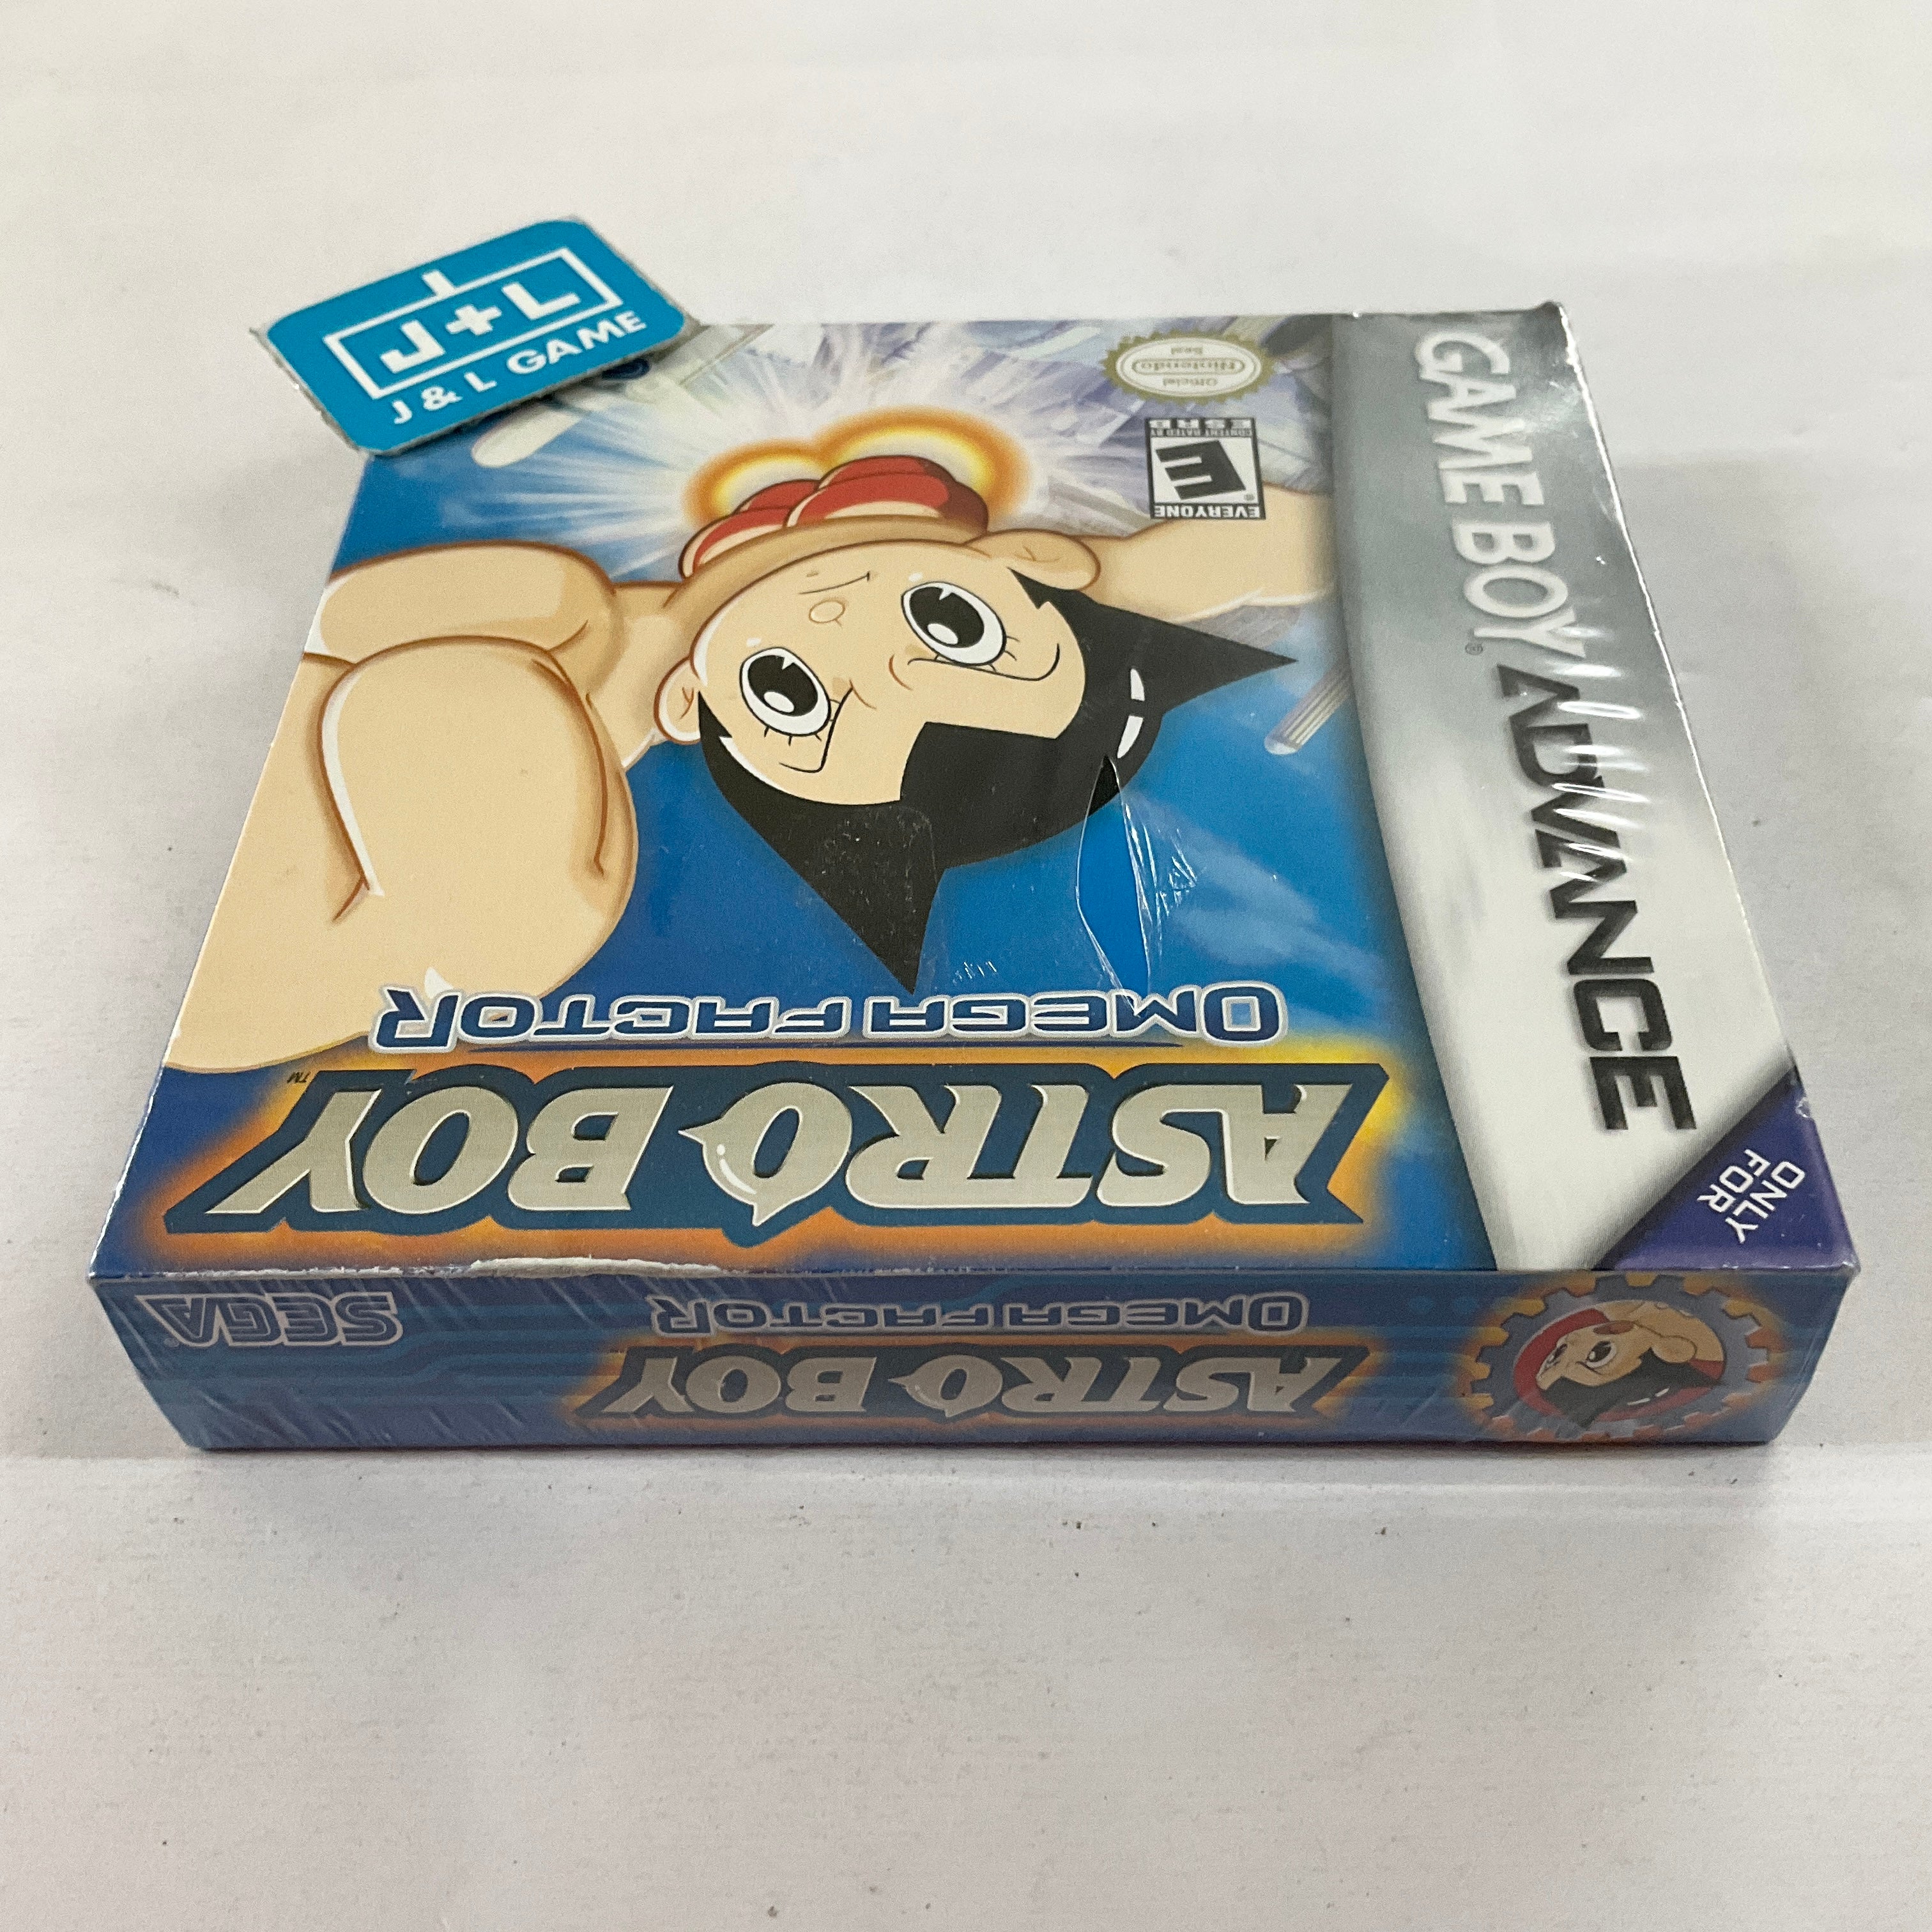 J+L
J & L GAME
GAME BOY ADVANCE
®
ONLY
FOR
ASTRO BOY
™
OMEGA FACTOR
EVERYONE
E
®
CONTENT RATED BY
ESRB
Official
Nintendo
Seal
ASTRO BOY
OMEGA FACTOR
SEGA